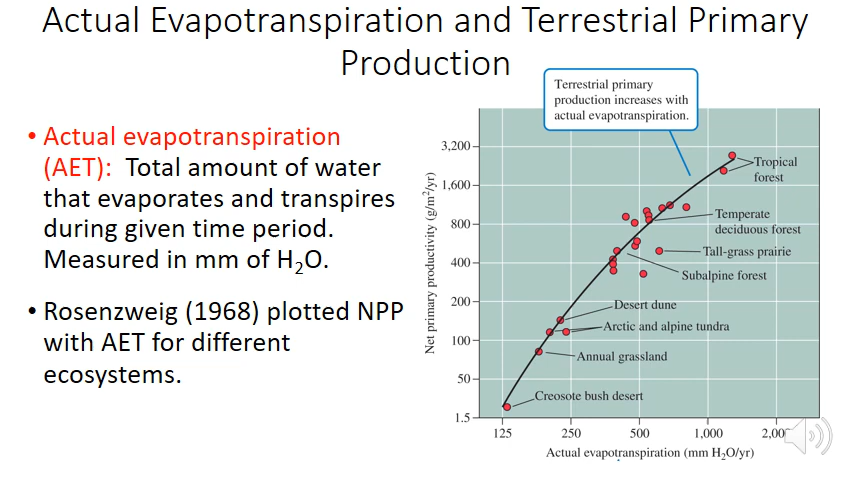 Actual Evapotranspiration and Terrestrial Primary
Production
• Actual evapotranspiration
(AET): Total amount of water
that evaporates and transpires
during given time period.
Measured in mm of H₂O.
• Rosenzweig (1968) plotted NPP
with AET for different
ecosystems.
Terrestrial primary
production increases with
actual evapotranspiration.
Net primary productivity (g/m²/yr)
3,200
1,600
800
400
200
100
50
1.5
Tropical
forest
Temperate
deciduous forest
Tall-grass prairie
Subalpine forest
Desert dune
Arctic and alpine tundra
Annual grassland
Creosote bush desert
125 250 500 1,000
Actual evapotranspiration (mm H₂O/yr)